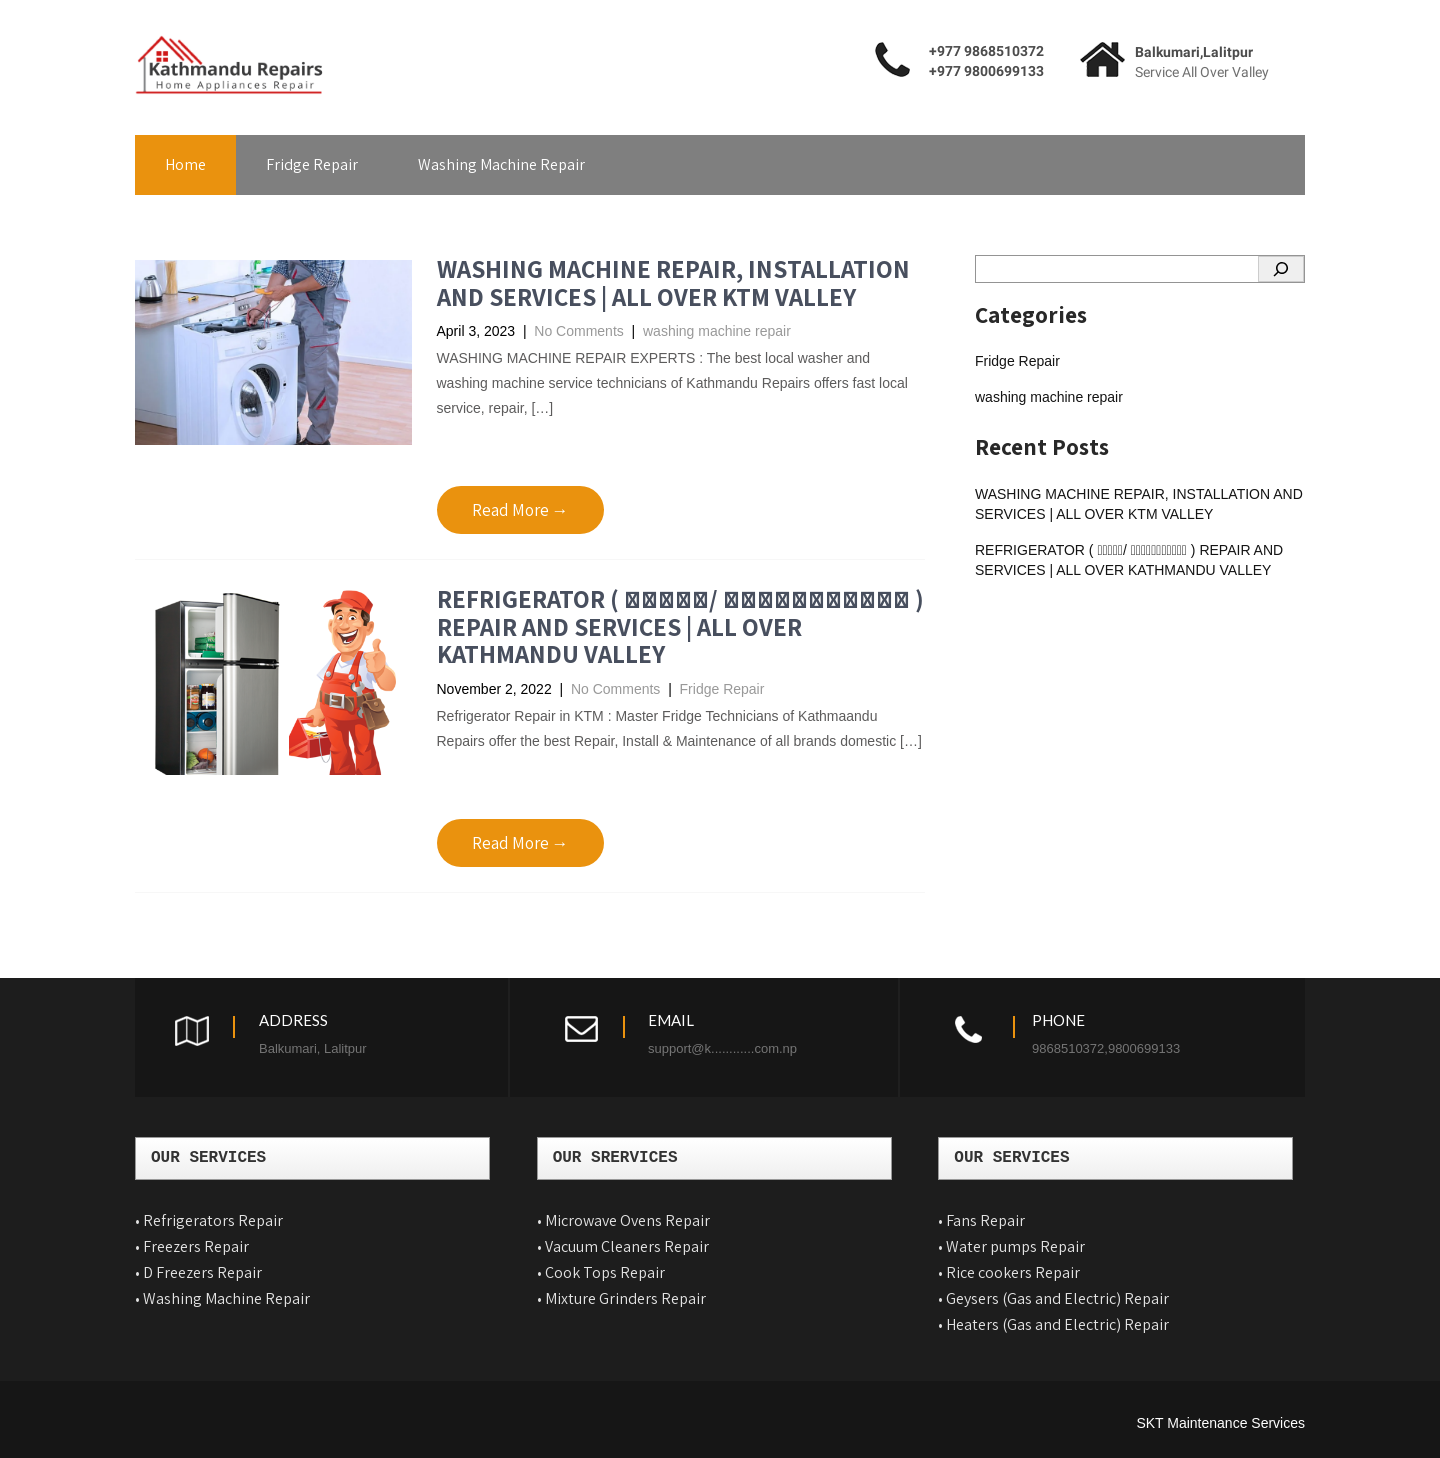 Kathmandu Repairs
Home Appliances Repair
+977 9868510372
+977 9800699133
Balkumari,Lalitpur
Service All Over Valley
Home
Fridge Repair
Washing Machine Repair
WASHING MACHINE REPAIR, INSTALLATION
AND SERVICES | ALL OVER KTM VALLEY
April 3, 2023 | No Comments | washing machine repair
WASHING MACHINE REPAIR EXPERTS : The best local washer and
washing machine service technicians of Kathmandu Repairs offers fast local
service, repair, […]
Read More →
REFRIGERATOR ( / )
REPAIR AND SERVICES | ALL OVER
KATHMANDU VALLEY
November 2, 2022 | No Comments | Fridge Repair
Refrigerator Repair in KTM : Master Fridge Technicians of Kathmaandu
Repairs offer the best Repair, Install & Maintenance of all brands domestic […]
Read More →
Categories
Fridge Repair
washing machine repair
Recent Posts
WASHING MACHINE REPAIR, INSTALLATION AND
SERVICES | ALL OVER KTM VALLEY
REFRIGERATOR ( / ) REPAIR AND
SERVICES | ALL OVER KATHMANDU VALLEY
ADDRESS
Balkumari, Lalitpur
EMAIL
support@k............com.np
PHONE
9868510372,9800699133
OUR SERVICES
• Refrigerators Repair
• Freezers Repair
• D Freezers Repair
• Washing Machine Repair
OUR SRERVICES
• Microwave Ovens Repair
• Vacuum Cleaners Repair
• Cook Tops Repair
• Mixture Grinders Repair
OUR SERVICES
• Fans Repair
• Water pumps Repair
• Rice cookers Repair
• Geysers (Gas and Electric) Repair
• Heaters (Gas and Electric) Repair
SKT Maintenance Services